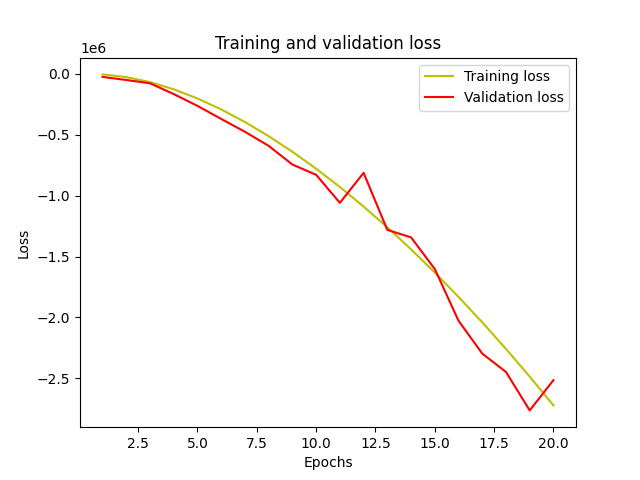 Training and validation loss
1e6
Training loss
Validation loss
0.0
−0.5
−1.0
−1.5
−2.0
−2.5
Loss
2.5 5.0 7.5 10.0 12.5 15.0 17.5 20.0
Epochs